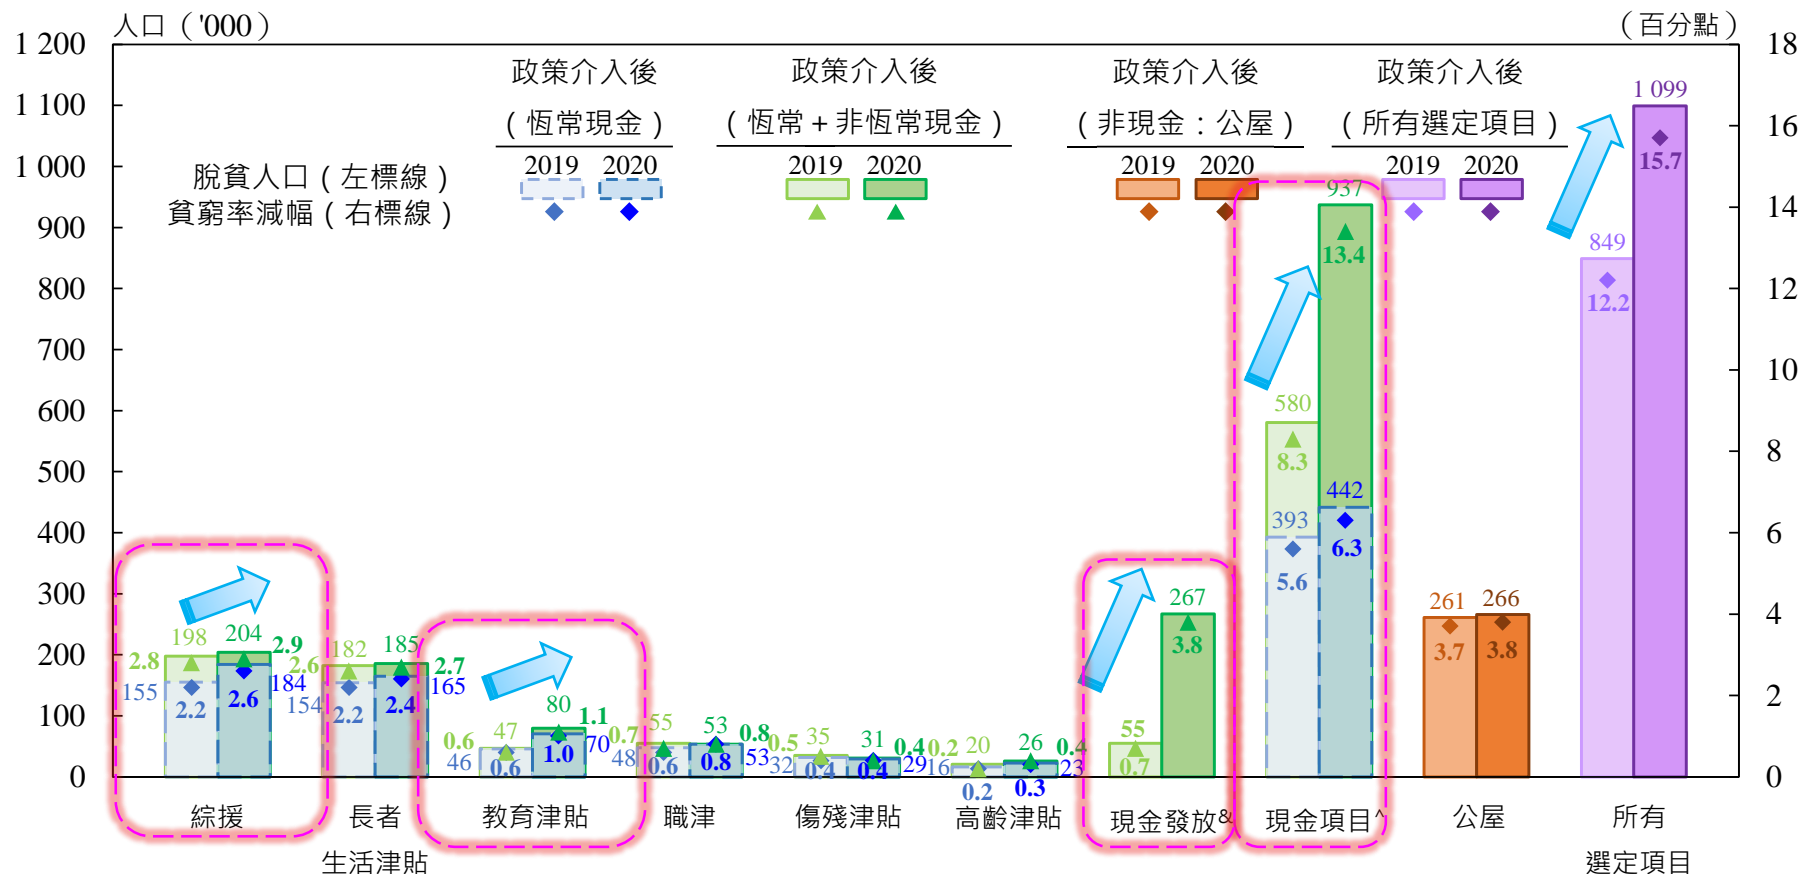 人口（'000）
（百分點）
1 200
1 100
1 000
900
800
700
600
500
400
300
200
100
0
18
16
14
12
10
8
6
4
2
0
政策介入後
（恆常現金）
2019 2020
政策介入後
（恆常＋非恆常現金）
2019 2020
政策介入後
（非現金：公屋）
2019 2020
政策介入後
（所有選定項目）
2019 2020
脫貧人口（左標線）
貧窮率減幅（右標線）
198 204
2.8 2.9
155 184
2.2 2.6
182 185
2.6 2.7
154 165
2.2 2.4
47 80
0.6 1.1
46 70
0.6 1.0
55 53
0.7 0.8
48 53
0.6 0.8
35 31
0.5 0.4
32 29
0.4 0.4
20 26
0.2 0.4
16 23
0.2 0.3
55 267
0.7 3.8
580 937
8.3 13.4
393 442
5.6 6.3
261 266
3.7 3.8
849 1 099
12.2 15.7
綜援
長者
生活津貼
教育津貼
職津
傷殘津貼
高齡津貼
現金發放&
現金項目^
公屋
所有
選定項目